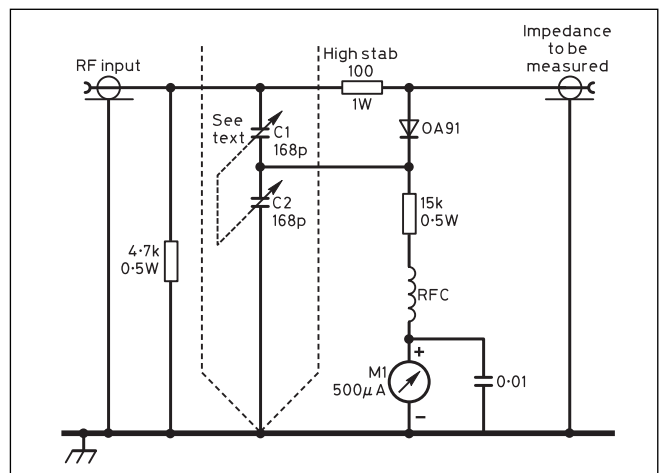 Impedance
to be
measured
RF input
High stab
100
1W
See
text
C1
168p
OA91
C2
168p
15k
0·5W
4·7k
0·5W
RFC
+
M1
500µA
0·01
−